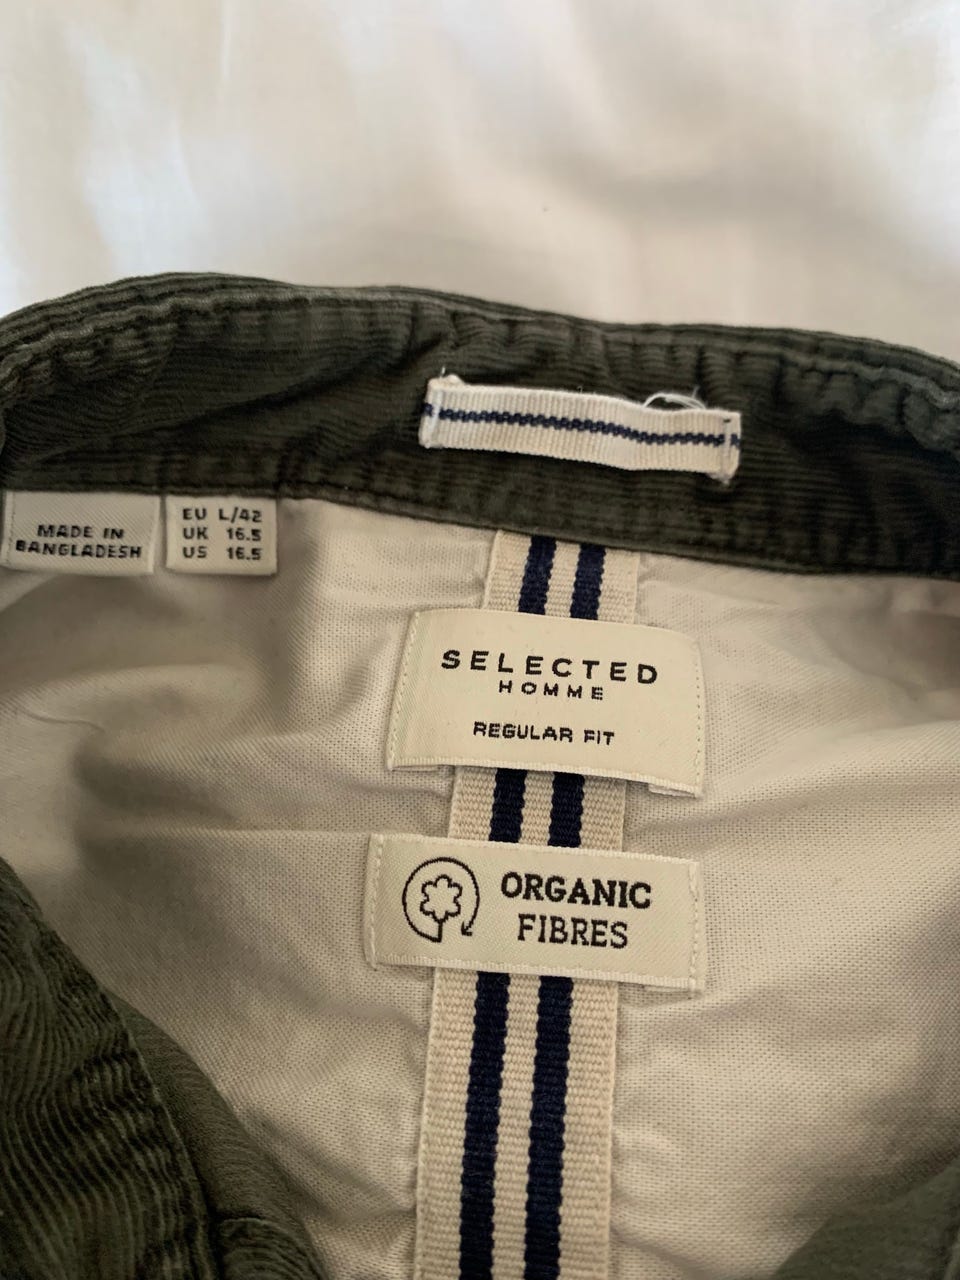 MADE IN
BANGLADESH
EU L/42
UK 16.5
US 16.5
SELECTED
HOMME
REGULAR FIT
ORGANIC
FIBRES